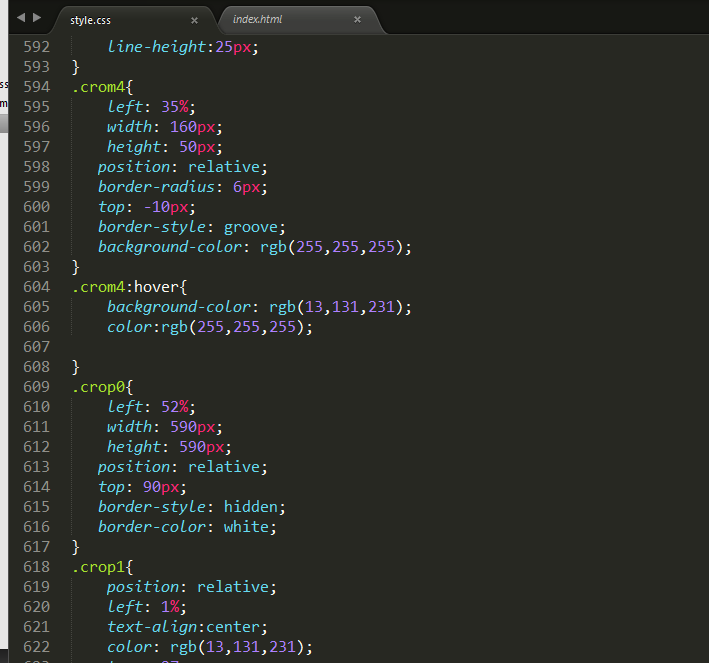 ss
m
style.css × index.html ×
592 line-height:25px;
593 }
594 .crom4{
595 left: 35%;
596 width: 160px;
597 height: 50px;
598 position: relative;
599 border-radius: 6px;
600 top: -10px;
601 border-style: groove;
602 background-color: rgb(255,255,255);
603 }
604 .crom4:hover{
605 background-color: rgb(13,131,231);
606 color:rgb(255,255,255);
607
608 }
609 .crop0{
610 left: 52%;
611 width: 590px;
612 height: 590px;
613 position: relative;
614 top: 90px;
615 border-style: hidden;
616 border-color: white;
617 }
618 .crop1{
619 position: relative;
620 left: 1%;
621 text-align:center;
622 color: rgb(13,131,231);